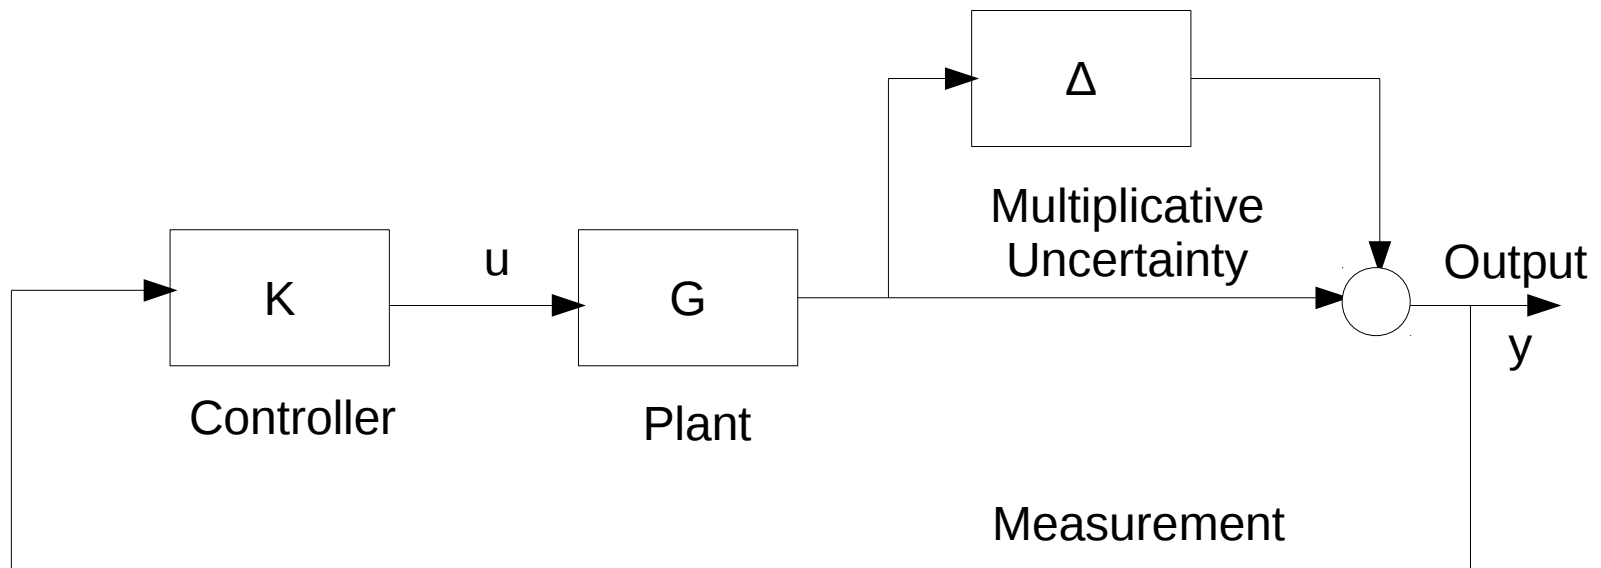 Δ
Multiplicative
Uncertainty
u
Output
K
G
y
Controller
Plant
Measurement